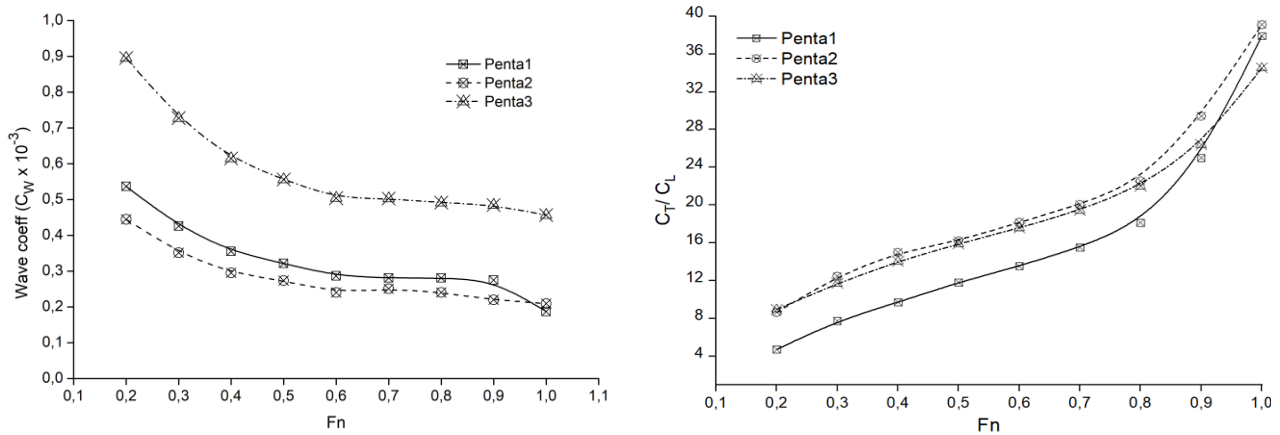 1,0
0,9
0,8
0,7
0,6
0,5
0,4
0,3
0,2
0,1
0,0
Wave coeff (C_W x 10^-3)
Penta1
Penta2
Penta3
0,1 0,2 0,3 0,4 0,5 0,6 0,7 0,8 0,9 1,0 1,1
Fn
40
36
32
28
24
20
16
12
8
4
C_T/ C_L
Penta1
Penta2
Penta3
0,1 0,2 0,3 0,4 0,5 0,6 0,7 0,8 0,9 1,0
Fn